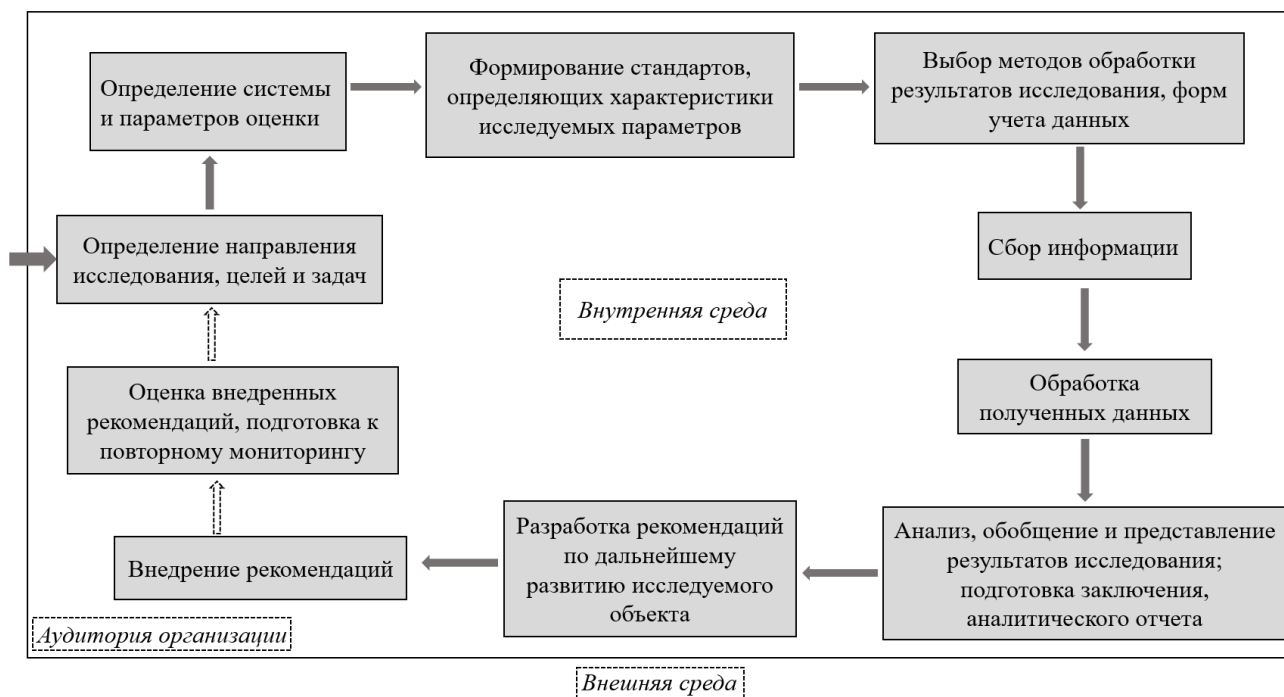 Определение системы
и параметров оценки
Формирование стандартов,
определяющих характеристики
исследуемых параметров
Выбор методов обработки
результатов исследования, форм
учета данных
Определение направления
исследования, целей и задач
Сбор информации
Внутренняя среда
Оценка внедренных
рекомендаций, подготовка к
повторному мониторингу
Обработка
полученных данных
Внедрение рекомендаций
Разработка рекомендаций
по дальнейшему
развитию исследуемого
объекта
Анализ, обобщение и представление
результатов исследования;
подготовка заключения,
аналитического отчета
Аудитория организации
Внешняя среда